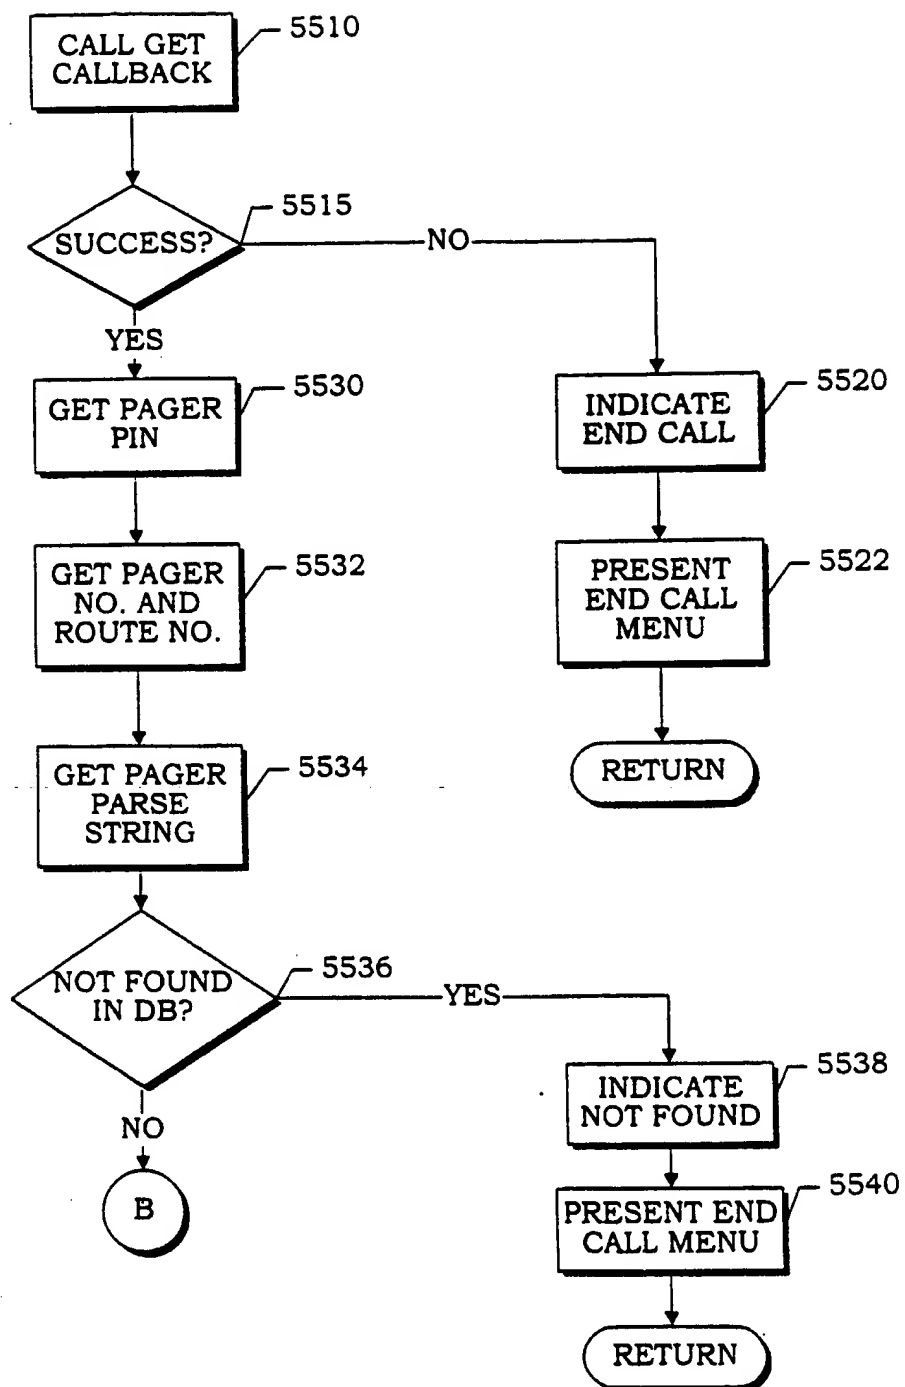 CALL GET
CALLBACK
5510
SUCCESS?
5515
NO
YES
GET PAGER
PIN
5530
INDICATE
END CALL
5520
GET PAGER
NO. AND
ROUTE NO.
5532
PRESENT
END CALL
MENU
5522
GET PAGER
PARSE
STRING
5534
RETURN
NOT FOUND
IN DB?
5536
YES
INDICATE
NOT FOUND
5538
NO
B
PRESENT END
CALL MENU
5540
RETURN